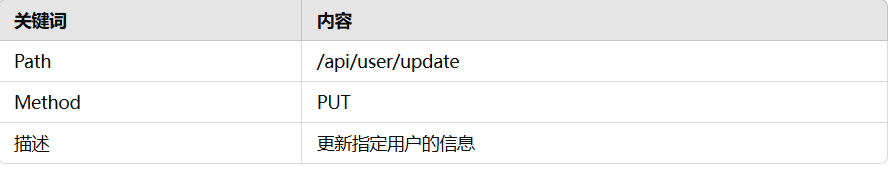 关键词 内容
Path /api/user/update
Method PUT
描述 更新指定用户的信息